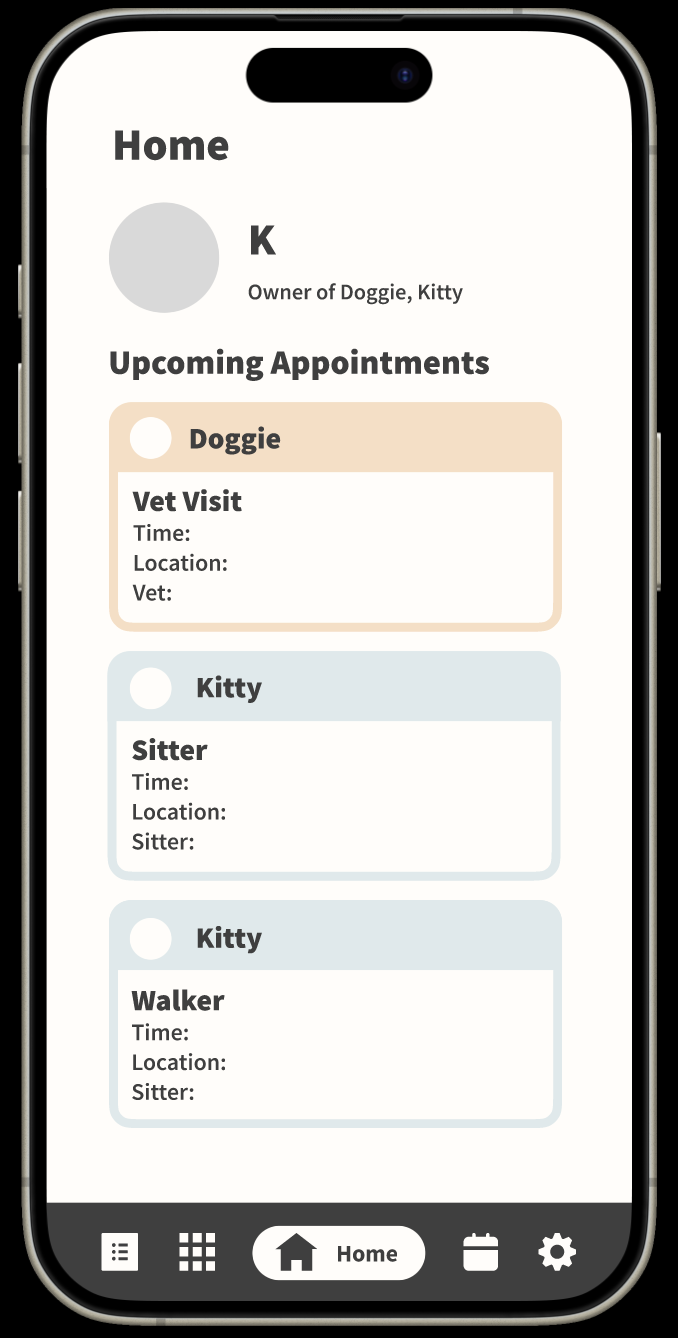 Home
K
Owner of Doggie, Kitty
Upcoming Appointments
Doggie
Vet Visit
Time:
Location:
Vet:
Kitty
Sitter
Time:
Location:
Sitter:
Kitty
Walker
Time:
Location:
Sitter:
Home